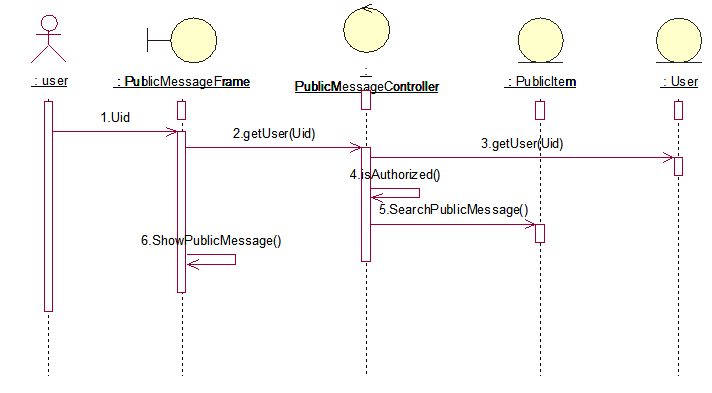 : user
: PublicMessageFrame
:
PublicMessageController
: PublicItem
: User
1.Uid
2.getUser(Uid)
3.getUser(Uid)
4.isAuthorized()
5.SearchPublicMessage()
6.ShowPublicMessage()